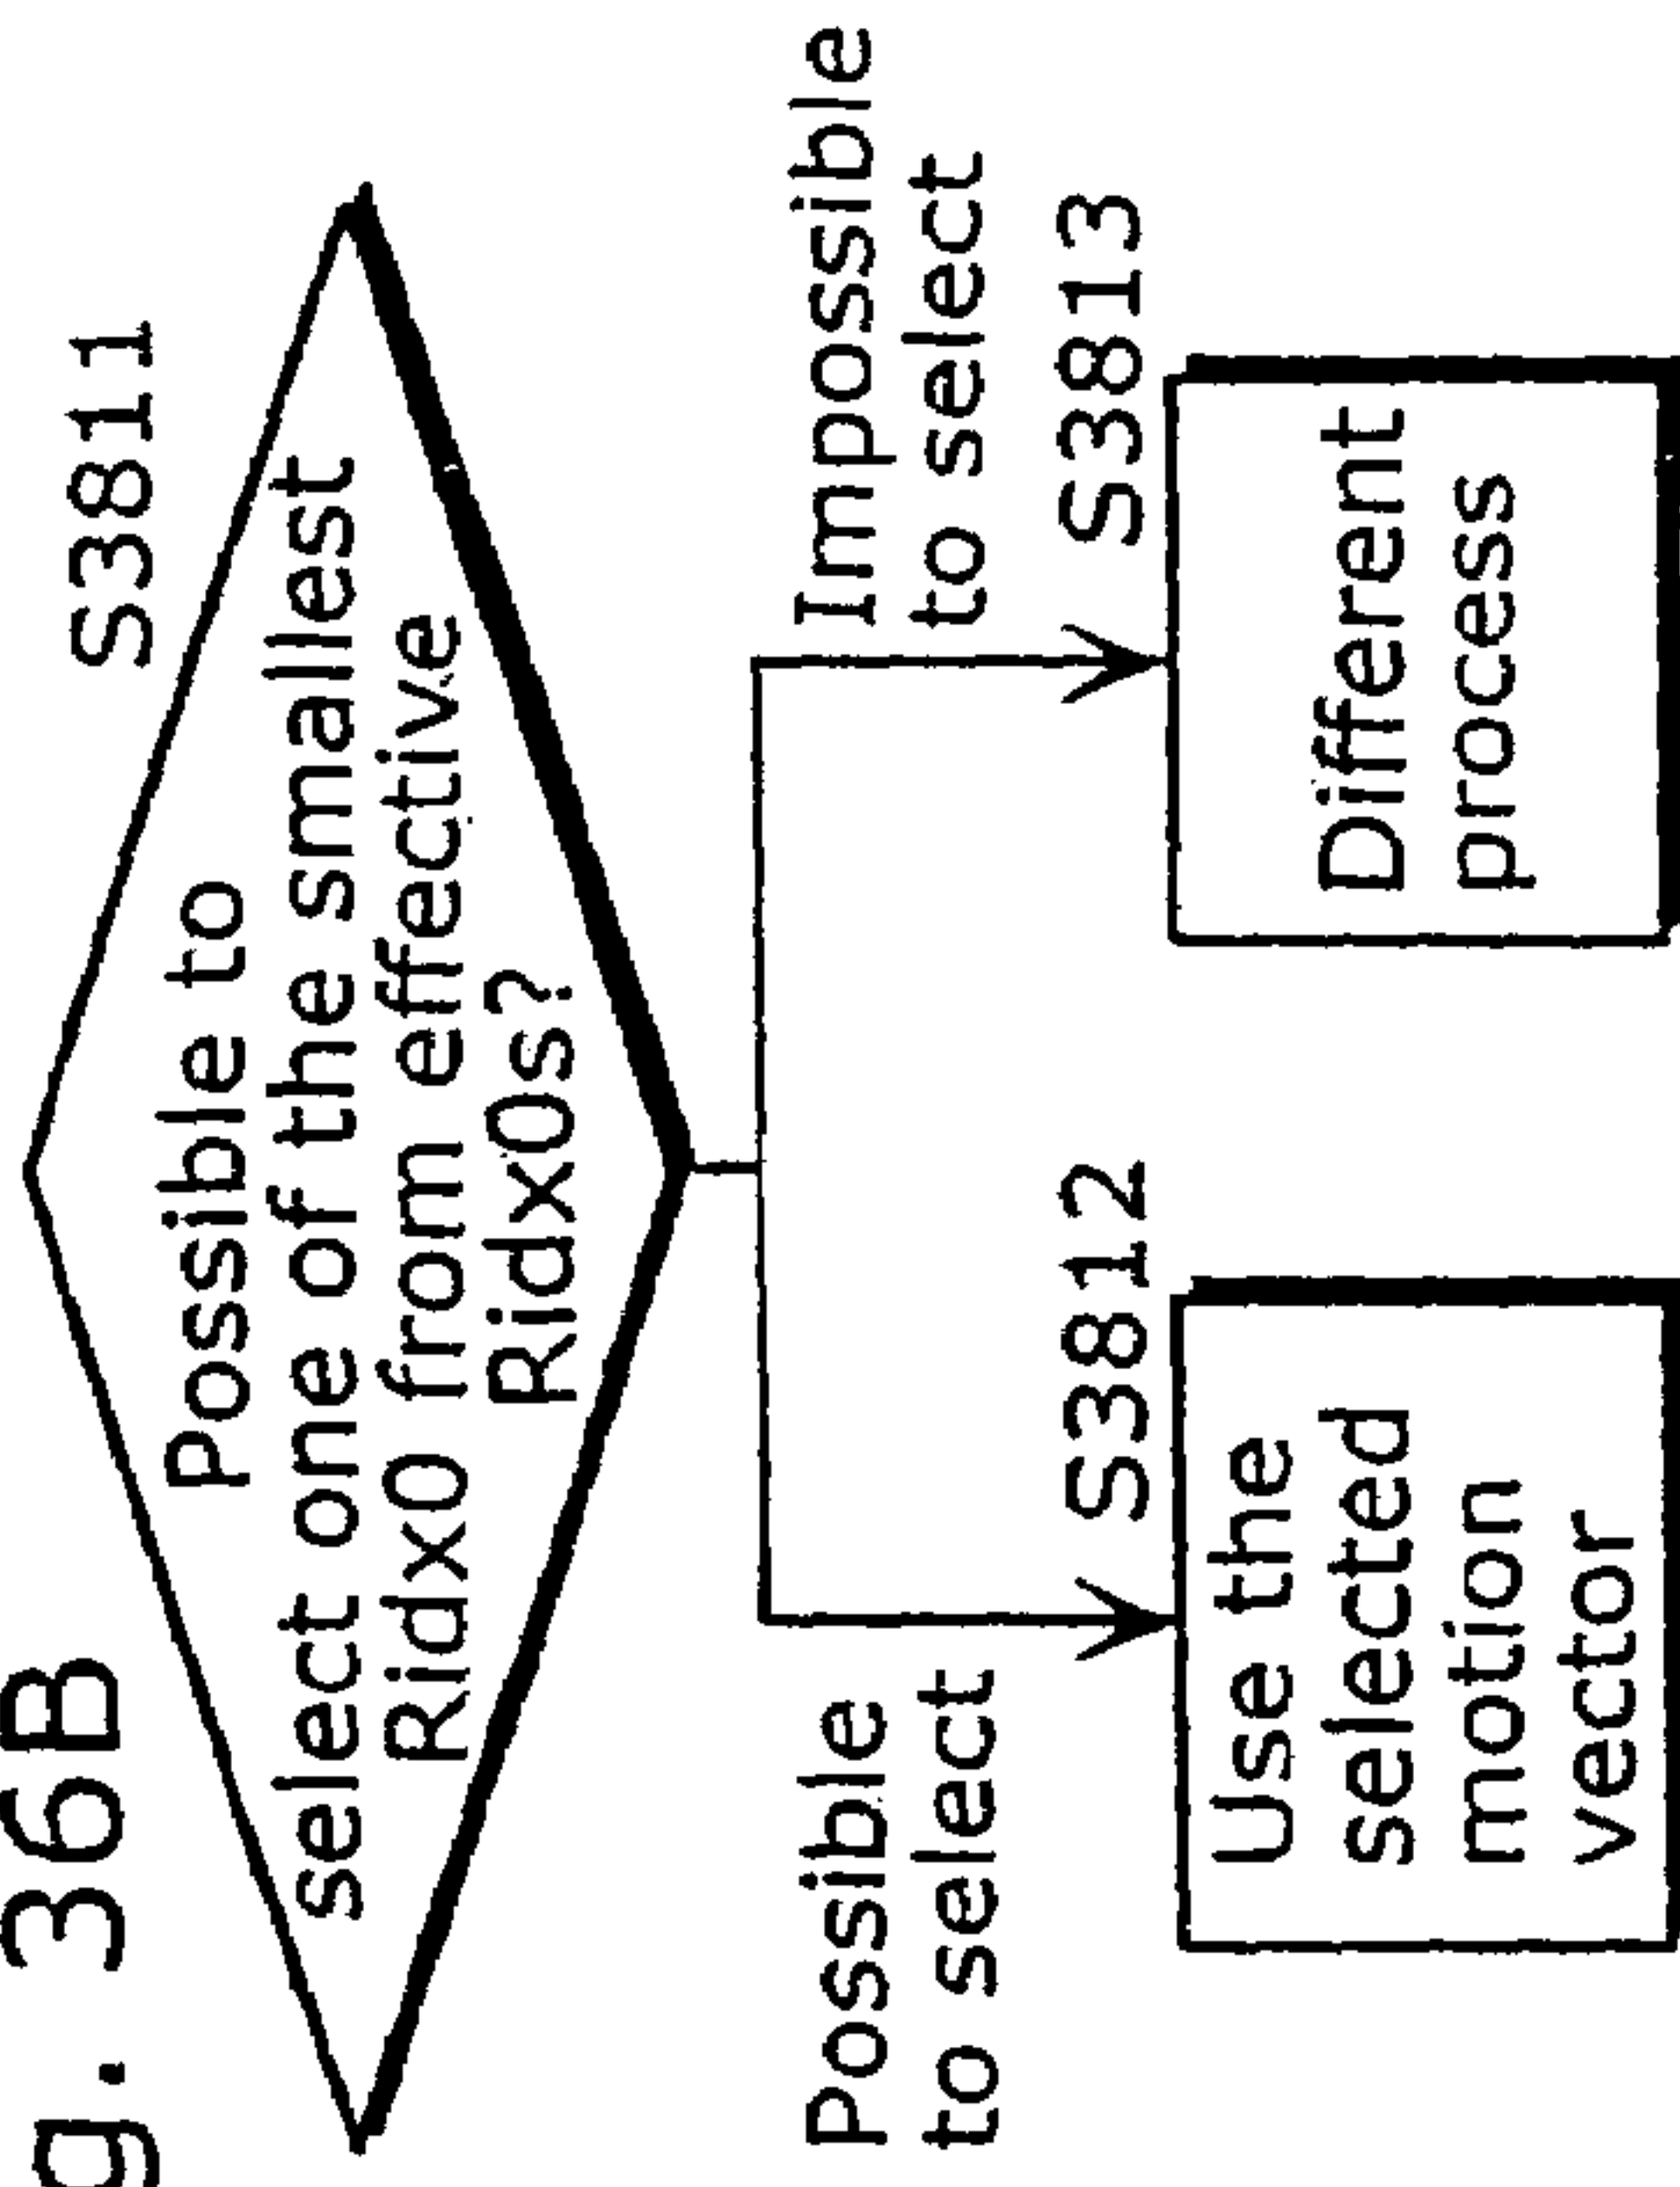 g. 36B
S3811
Possible to
select one of the smallest
Ridx0 from effective
Ridx0s?
Possible
to select
Impossible
to select
S3812
Use the
selected
motion
vector
S3813
Different
process